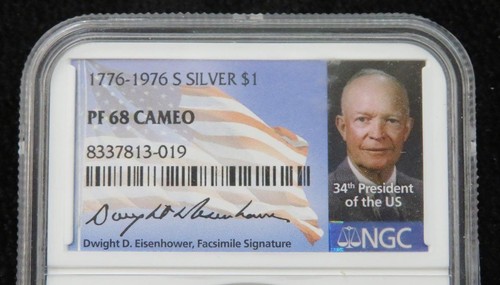 1776-1976 S SILVER $1
PF 68 CAMEO
8337813-019
Dwight D. Eisenhower
Dwight D. Eisenhower, Facsimile Signature
34th President
of the US
NGC